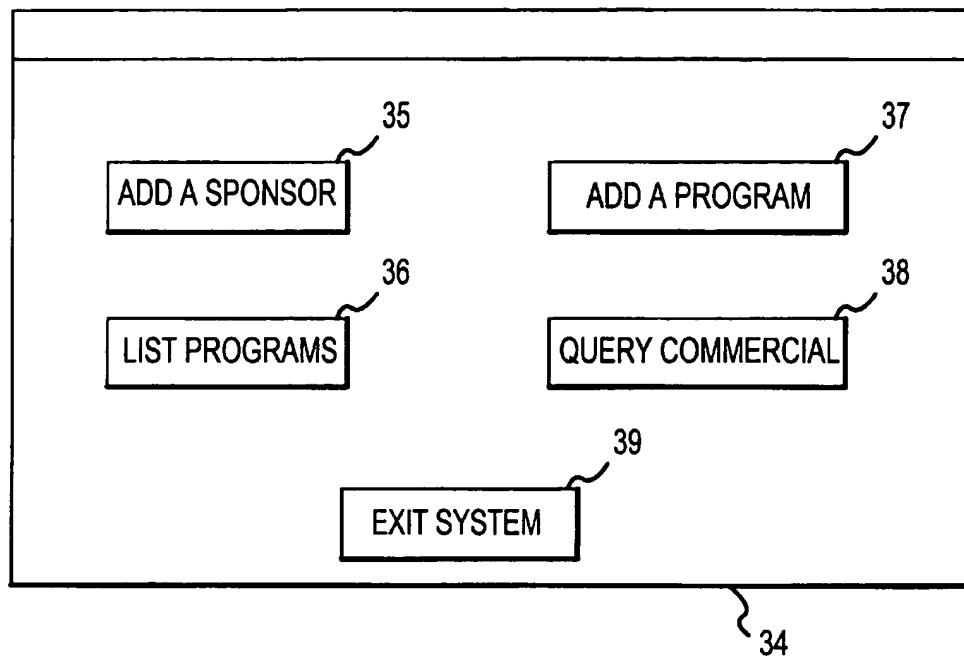 35
37
ADD A SPONSOR
ADD A PROGRAM
36
38
LIST PROGRAMS
QUERY COMMERCIAL
39
EXIT SYSTEM
34